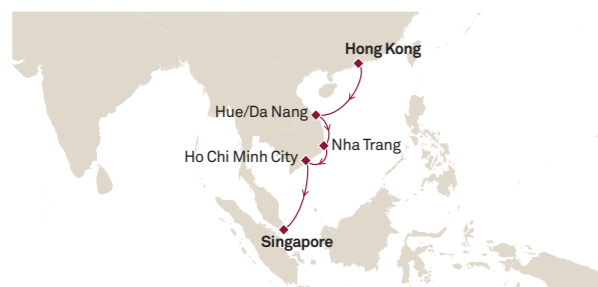 Hong Kong
Hue/Da Nang
Nha Trang
Ho Chi Minh City
Singapore